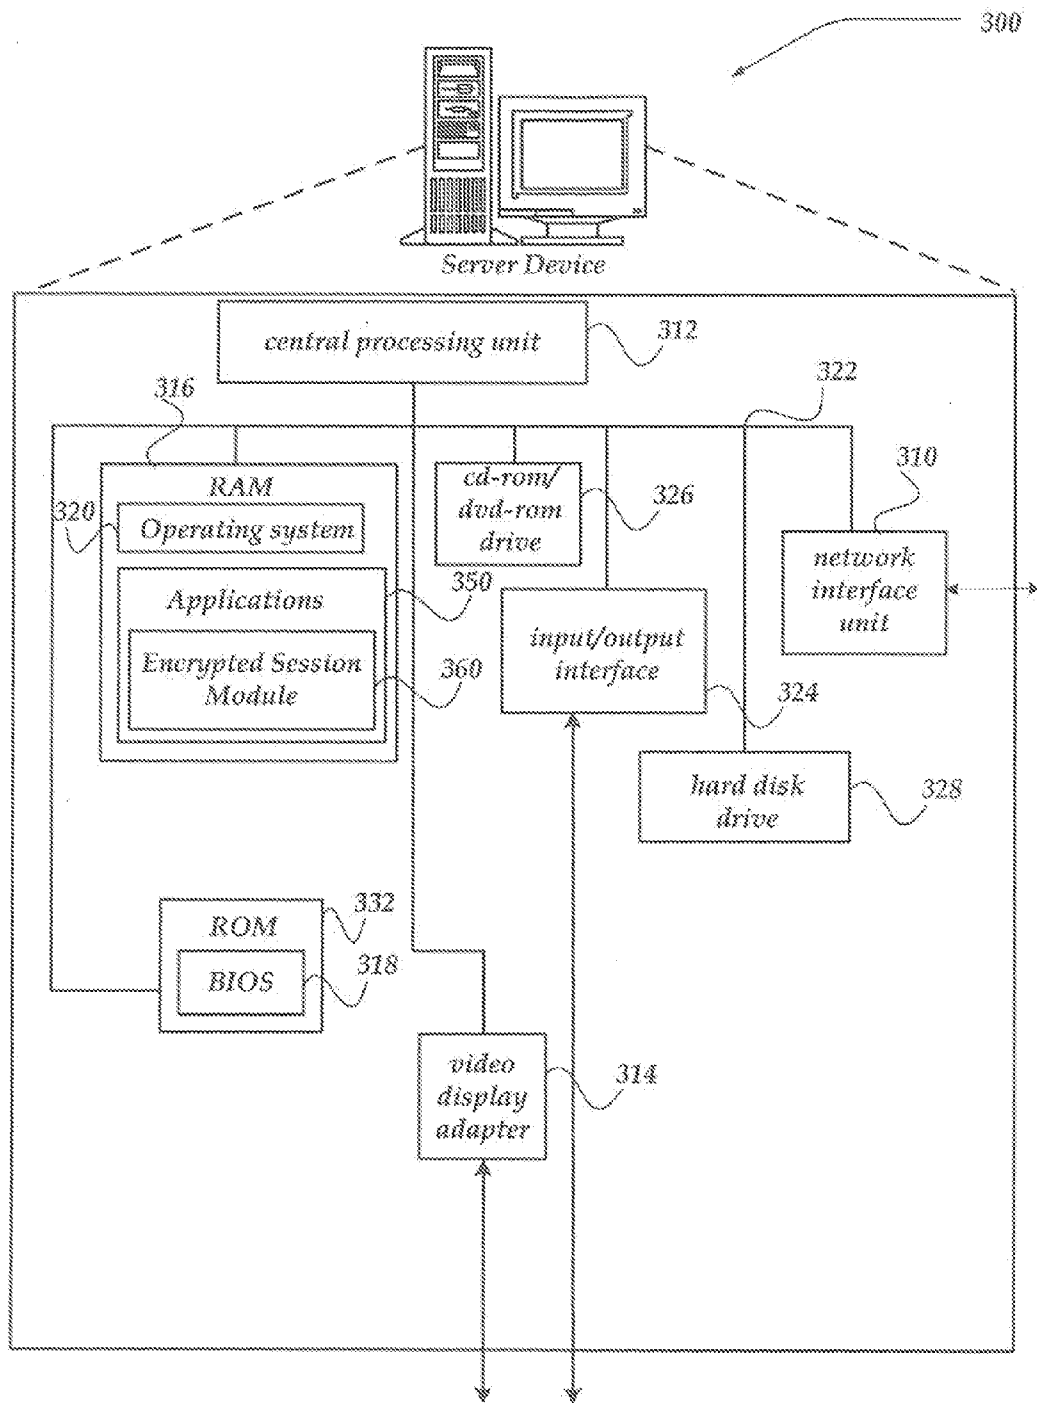 300
Server Device
central processing unit
312
322
316
310
RAM
320
Operating system
cd-rom/
dvd-rom
drive
326
network
interface
unit
Applications
350
input/output
interface
Encrypted Session
Module
360
324
hard disk
drive
328
332
ROM
BIOS
318
video
display
adapter
314